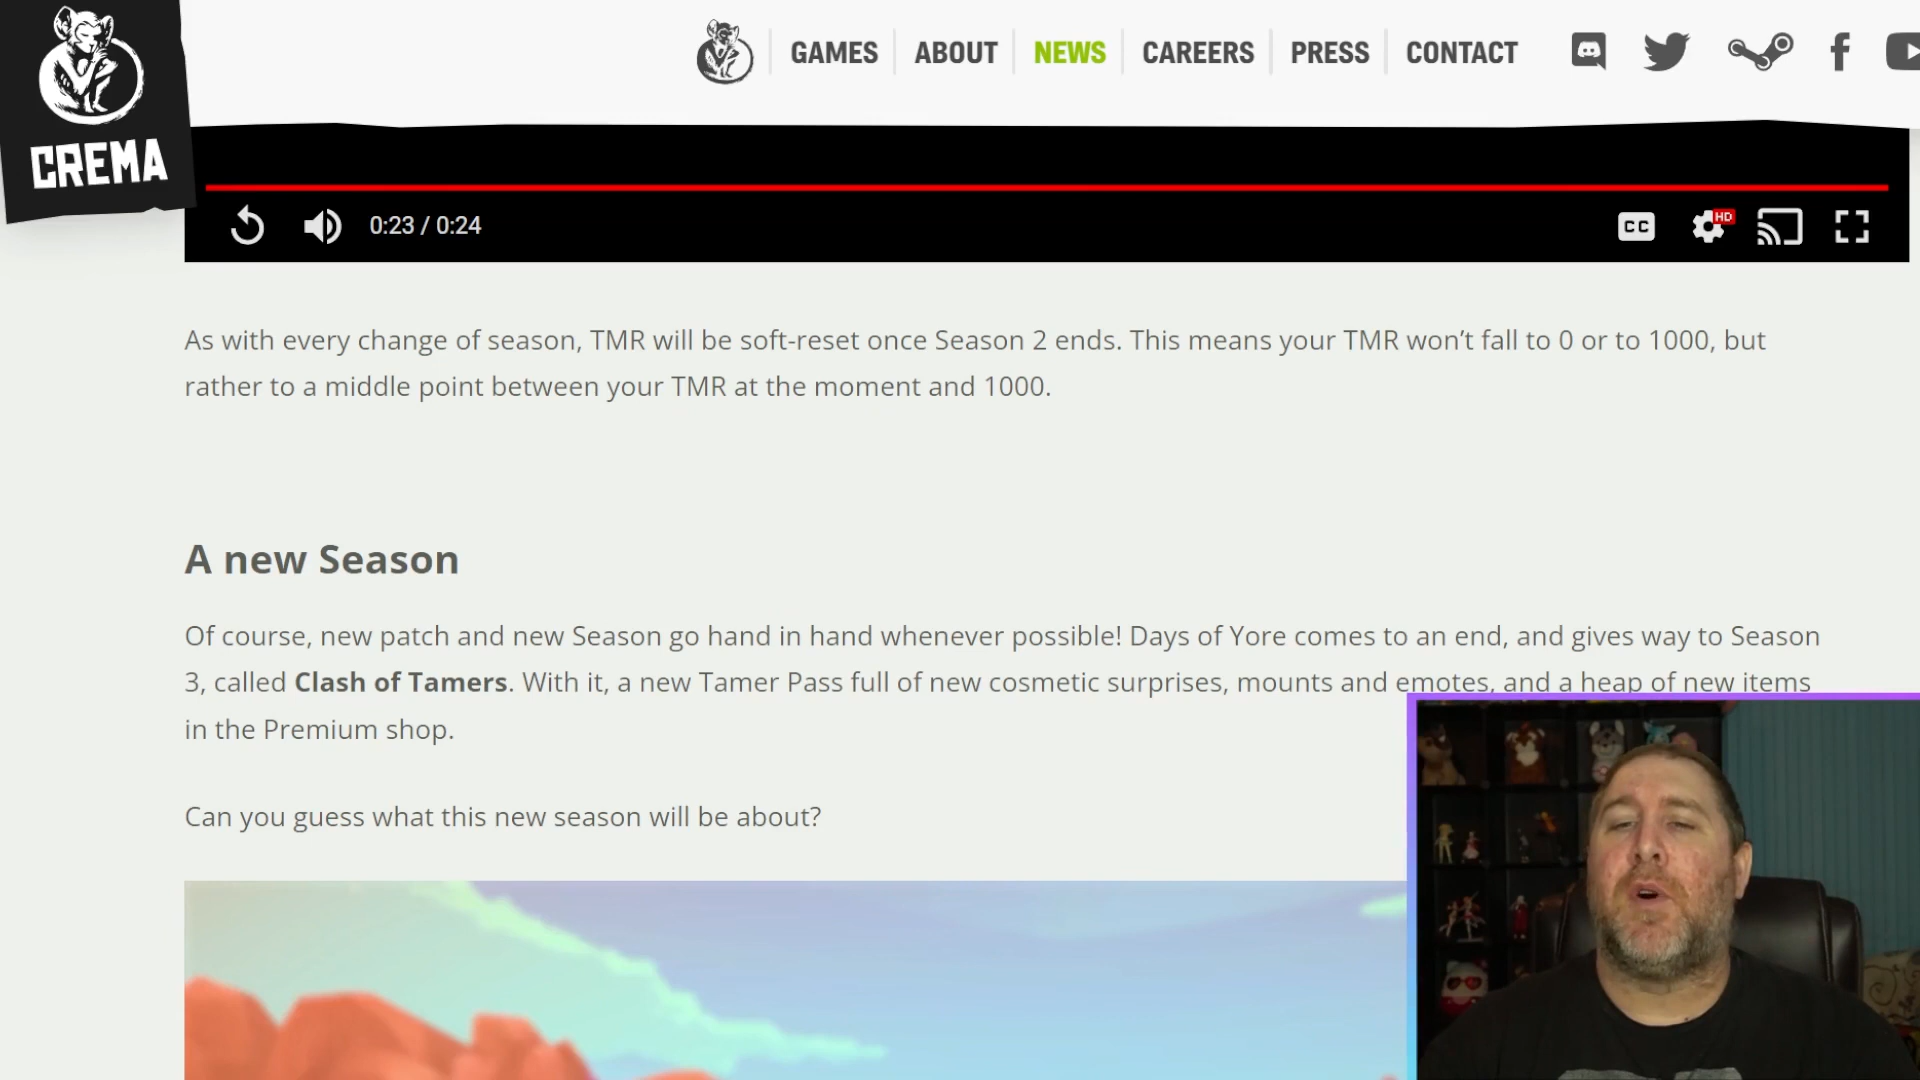 CREMA
GAMES
ABOUT
NEWS
CAREERS
PRESS
CONTACT
0:23 / 0:24
CC
HD
As with every change of season, TMR will be soft-reset once Season 2 ends. This means your TMR won’t fall to 0 or to 1000, but
rather to a middle point between your TMR at the moment and 1000.
A new Season
Of course, new patch and new Season go hand in hand whenever possible! Days of Yore comes to an end, and gives way to Season
3, called Clash of Tamers. With it, a new Tamer Pass full of new cosmetic surprises, mounts and emotes, and a heap of new items
in the Premium shop.
Can you guess what this new season will be about?